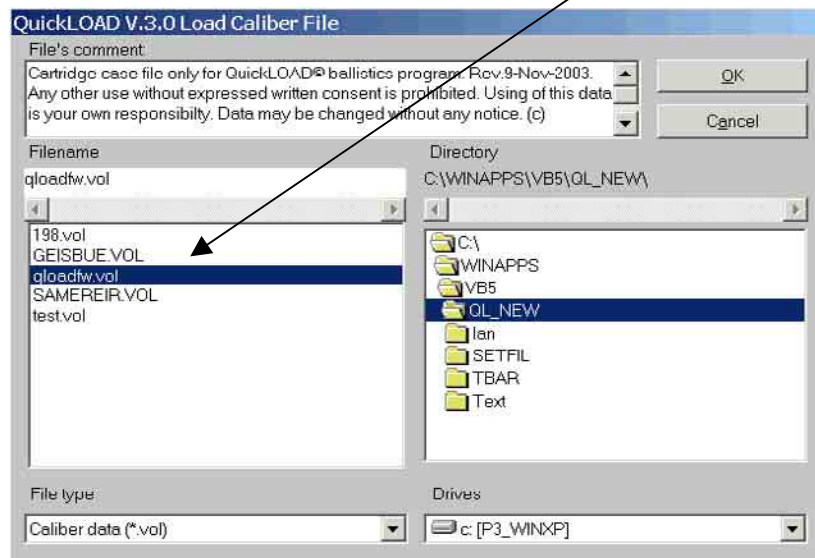 QuickLOAD V.3.0 Load Caliber File
File's comment
Cartridge case file only for QuickLOAD® ballistics program. Rev.9-Nov-2003.
Any other use without expressed written consent is prohibited. Using of this data
is your own responsibilty. Data may be changed without any notice. (c)
OK
Cancel
Filename
qloadfw.vol
198.vol
GEISBUE.VOL
qloadfw.vol
SAMEREIR.VOL
test.vol
Directory
C:\WINAPPS\VB5\QL_NEW\
C:\
WINAPPS
VB5
QL_NEW
lan
SETFIL
TBAR
Text
File type
Caliber data (*.vol)
Drives
c: [P3_WINXP]